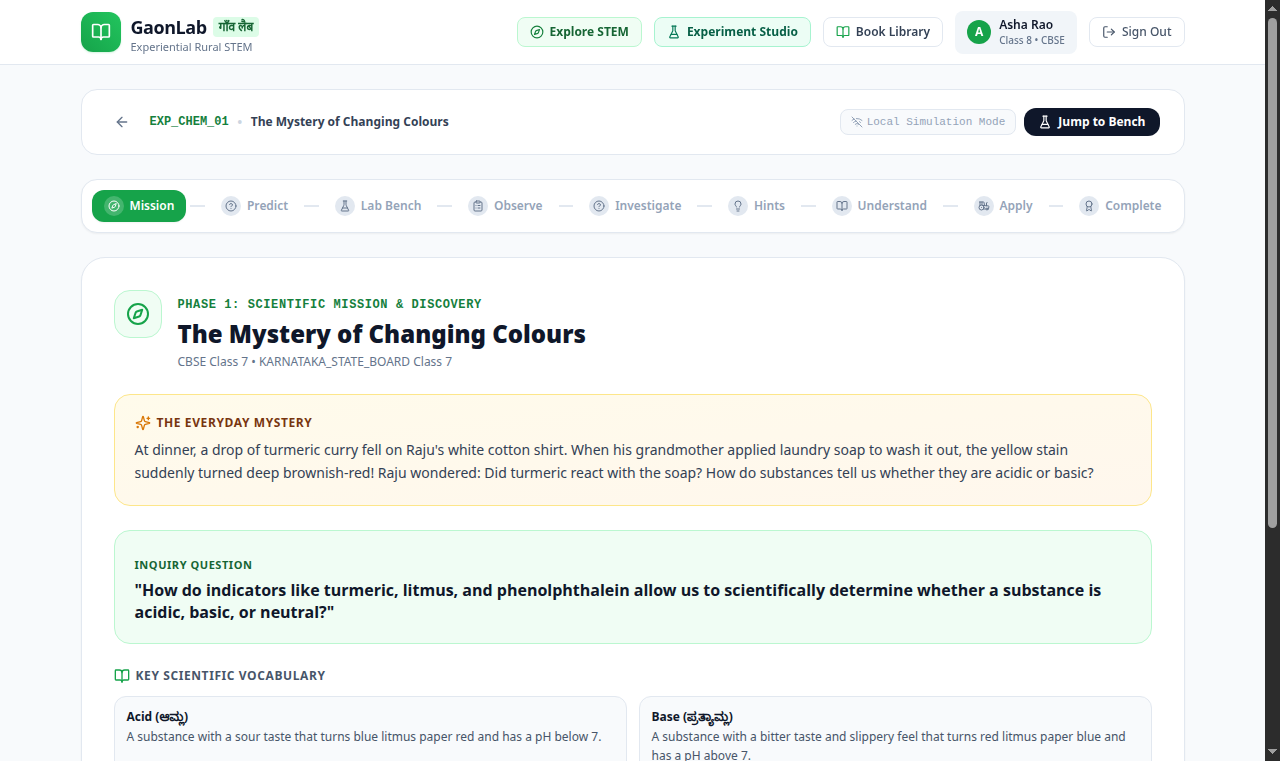 GaonLab गाँव लैब
Experiential Rural STEM
Explore STEM
Experiment Studio
Book Library
A
Asha Rao
Class 8 • CBSE
Sign Out
EXP_CHEM_01 • The Mystery of Changing Colours
Local Simulation Mode
Jump to Bench
Mission
Predict
Lab Bench
Observe
Investigate
Hints
Understand
Apply
Complete
PHASE 1: SCIENTIFIC MISSION & DISCOVERY
The Mystery of Changing Colours
CBSE Class 7 • KARNATAKA_STATE_BOARD Class 7
THE EVERYDAY MYSTERY
At dinner, a drop of turmeric curry fell on Raju's white cotton shirt. When his grandmother applied laundry soap to wash it out, the yellow stain
suddenly turned deep brownish-red! Raju wondered: Did turmeric react with the soap? How do substances tell us whether they are acidic or basic?
INQUIRY QUESTION
"How do indicators like turmeric, litmus, and phenolphthalein allow us to scientifically determine whether a substance is
acidic, basic, or neutral?"
KEY SCIENTIFIC VOCABULARY
Acid (ಆಮ್ಲ)
A substance with a sour taste that turns blue litmus paper red and has a pH below 7.
Base (ಪ್ರತ್ಯಾಮ್ಲ)
A substance with a bitter taste and slippery feel that turns red litmus paper blue and
has a pH above 7.